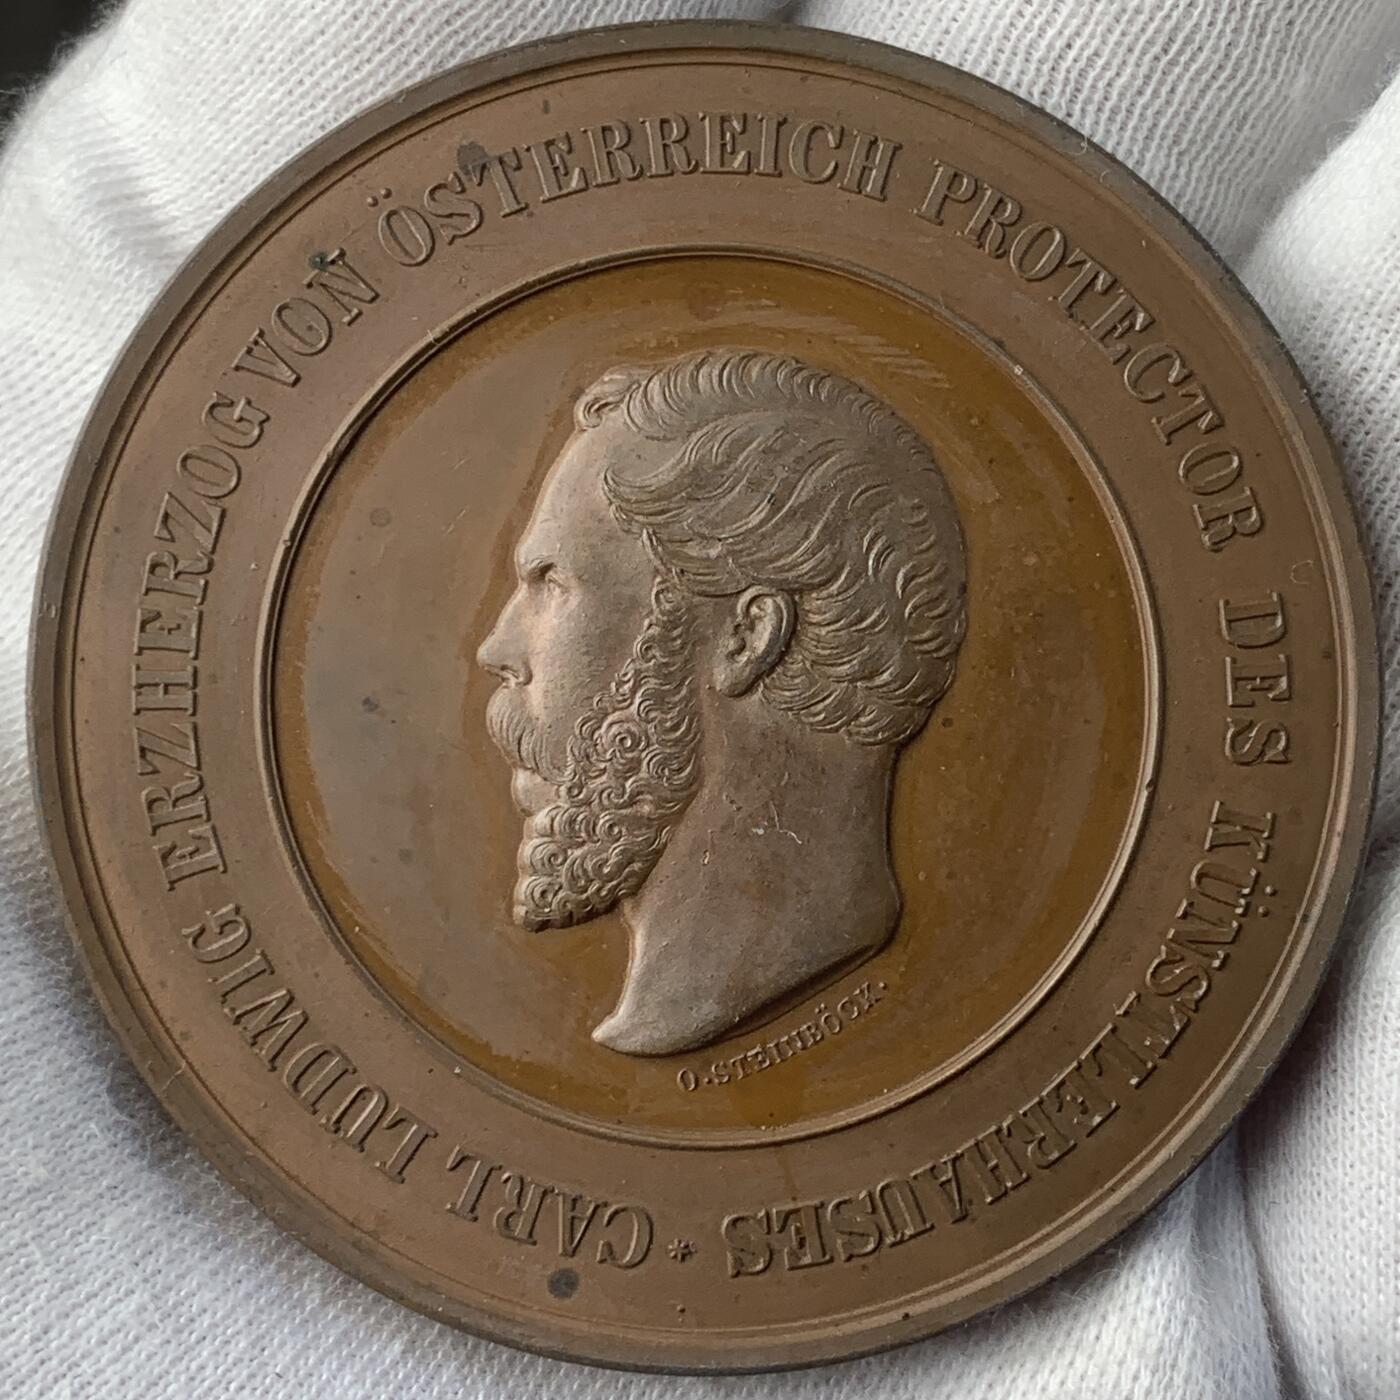 CARL LUDWIG ERZHERZOG VON ÖSTERREICH PROTECTOR DES KÜNSTLERHAUSES *
O·STEINBÖCK·